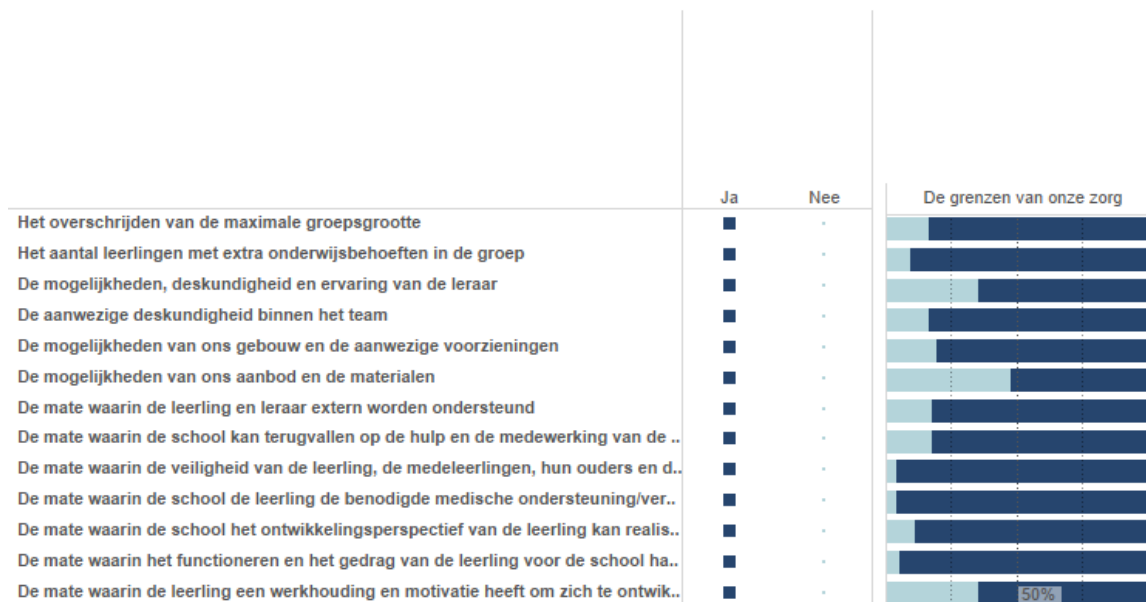 Ja Nee De grenzen van onze zorg
Het overschrijden van de maximale groepsgrootte
Het aantal leerlingen met extra onderwijsbehoeften in de groep
De mogelijkheden, deskundigheid en ervaring van de leraar
De aanwezige deskundigheid binnen het team
De mogelijkheden van ons gebouw en de aanwezige voorzieningen
De mogelijkheden van ons aanbod en de materialen
De mate waarin de leerling en leraar extern worden ondersteund
De mate waarin de school kan terugvallen op de hulp en de medewerking van de ..
De mate waarin de veiligheid van de leerling, de medeleerlingen, hun ouders en d..
De mate waarin de school de leerling de benodigde medische ondersteuning/ver..
De mate waarin de school het ontwikkelingsperspectief van de leerling kan realis..
De mate waarin het functioneren en het gedrag van de leerling voor de school ha..
De mate waarin de leerling een werkhouding en motivatie heeft om zich te ontwik..
50%